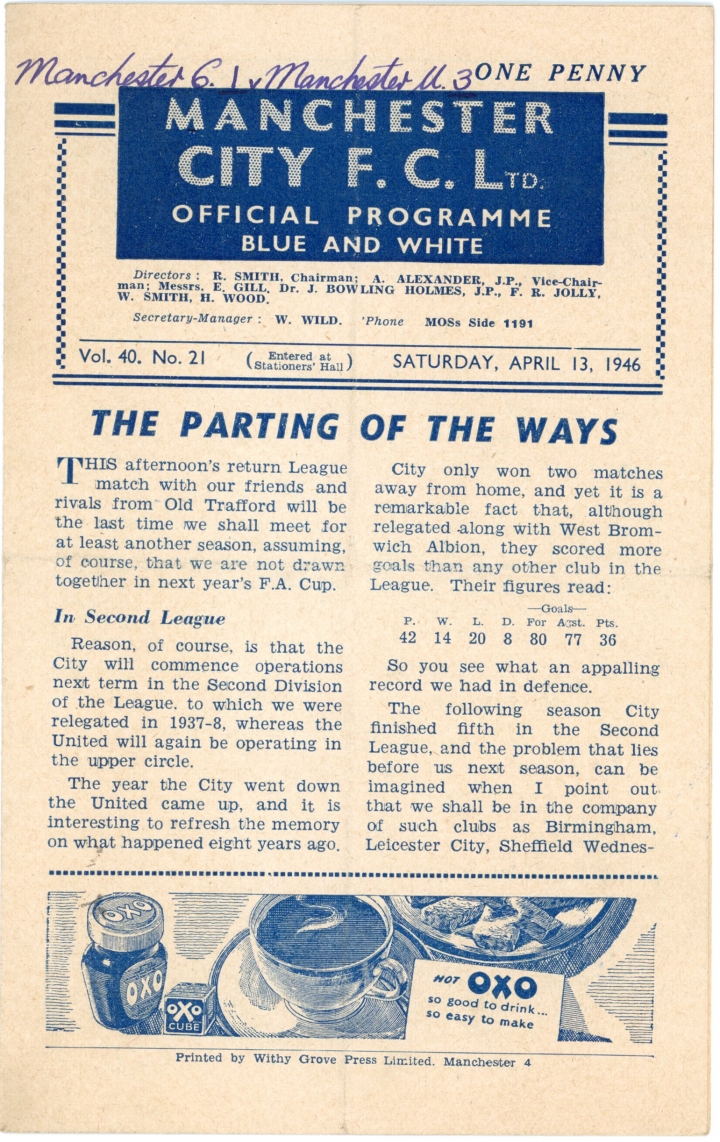 Manchester C. 1 v Manchester U. 3
ONE PENNY
MANCHESTER
CITY F. C. LTD.
OFFICIAL PROGRAMME
BLUE AND WHITE
Directors: R. SMITH, Chairman; A. ALEXANDER, J.P., Vice-Chair-
man; Messrs. E. GILL, Dr. J. BOWLING HOLMES, J.P., F. R. JOLLY,
W. SMITH, H. WOOD.
Secretary-Manager: W. WILD. 'Phone MOSs Side 1191
Vol. 40. No. 21 (Entered at Stationers' Hall) SATURDAY, APRIL 13, 1946
THE PARTING OF THE WAYS
THIS afternoon's return League
match with our friends and
rivals from Old Trafford will be
the last time we shall meet for
at least another season, assuming,
of course, that we are not drawn
together in next year's F.A. Cup.
In Second League
Reason, of course, is that the
City will commence operations
next term in the Second Division
of the League. to which we were
relegated in 1937-8, whereas the
United will again be operating in
the upper circle.
The year the City went down
the United came up, and it is
interesting to refresh the memory
on what happened eight years ago.
City only won two matches
away from home, and yet it is a
remarkable fact that, although
relegated along with West Brom-
wich Albion, they scored more
goals than any other club in the
League. Their figures read:
—Goals—
P. W. L. D. For Agst. Pts.
42 14 20 8 80 77 36
So you see what an appalling
record we had in defence.
The following season City
finished fifth in the Second
League, and the problem that lies
before us next season, can be
imagined when I point out
that we shall be in the company
of such clubs as Birmingham,
Leicester City, Sheffield Wednes-
OXO
OXO
OXO
CUBE
HOT OXO
so good to drink...
so easy to make
Printed by Withy Grove Press Limited. Manchester 4